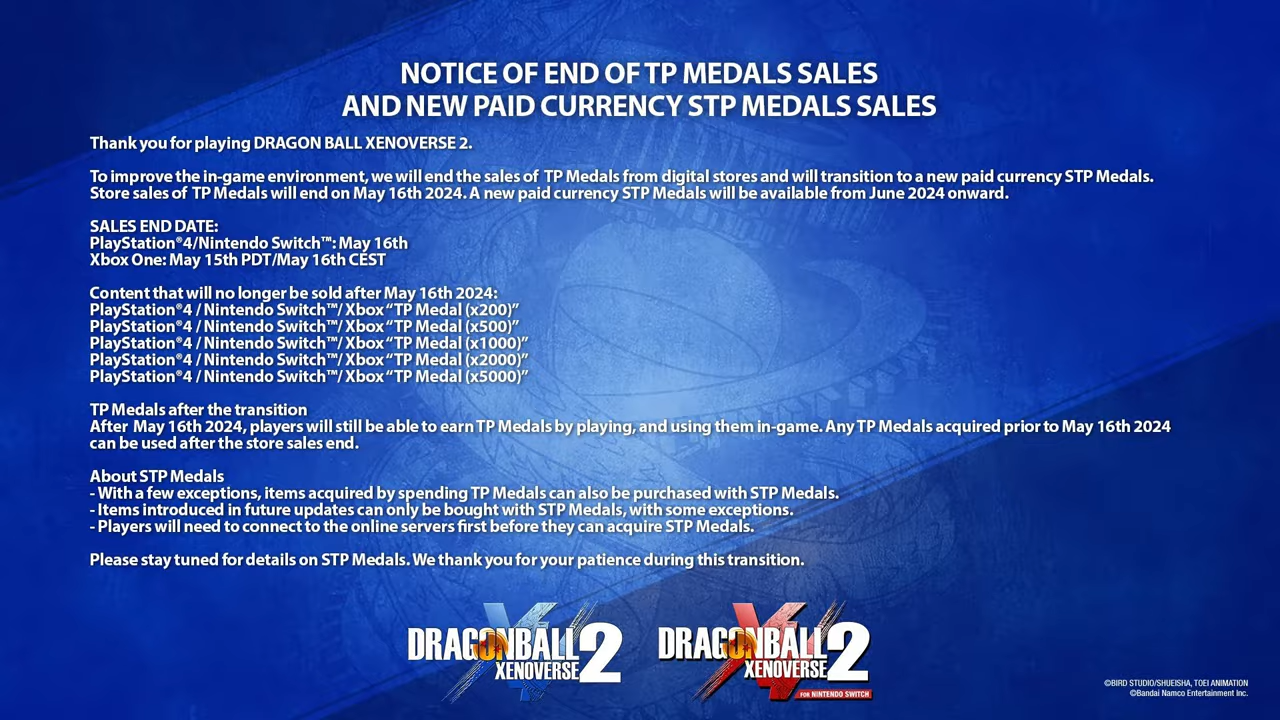 NOTICE OF END OF TP MEDALS SALES
AND NEW PAID CURRENCY STP MEDALS SALES
Thank you for playing DRAGON BALL XENOVERSE 2.
To improve the in-game environment, we will end the sales of TP Medals from digital stores and will transition to a new paid currency STP Medals.
Store sales of TP Medals will end on May 16th 2024. A new paid currency STP Medals will be available from June 2024 onward.
SALES END DATE:
PlayStation®4/Nintendo Switch™: May 16th
Xbox One: May 15th PDT/May 16th CEST
Content that will no longer be sold after May 16th 2024:
PlayStation®4 / Nintendo Switch™/ Xbox “TP Medal (x200)”
PlayStation®4 / Nintendo Switch™/ Xbox “TP Medal (x500)”
PlayStation®4 / Nintendo Switch™/ Xbox “TP Medal (x1000)”
PlayStation®4 / Nintendo Switch™/ Xbox “TP Medal (x2000)”
PlayStation®4 / Nintendo Switch™/ Xbox “TP Medal (x5000)”
TP Medals after the transition
After May 16th 2024, players will still be able to earn TP Medals by playing, and using them in-game. Any TP Medals acquired prior to May 16th 2024
can be used after the store sales end.
About STP Medals
- With a few exceptions, items acquired by spending TP Medals can also be purchased with STP Medals.
- Items introduced in future updates can only be bought with STP Medals, with some exceptions.
- Players will need to connect to the online servers first before they can acquire STP Medals.
Please stay tuned for details on STP Medals. We thank you for your patience during this transition.
DRAGONBALL
XENOVERSE 2
DRAGONBALL
XENOVERSE 2
FOR NINTENDO SWITCH
©BIRD STUDIO/SHUEISHA, TOEI ANIMATION
©Bandai Namco Entertainment Inc.